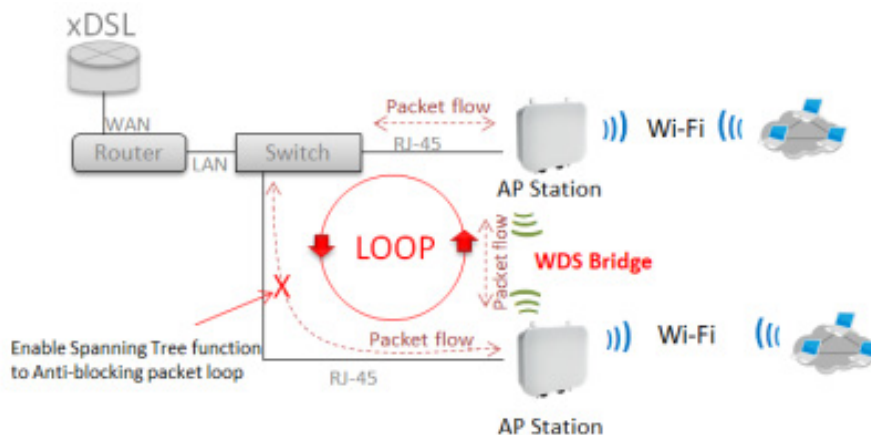 xDSL
WAN
Router
LAN
Switch
Packet flow
RJ-45
AP Station
Wi-Fi
LOOP
Packet flow
WDS Bridge
X
Enable Spanning Tree function
to Anti-blocking packet loop
Packet flow
RJ-45
AP Station
Wi-Fi